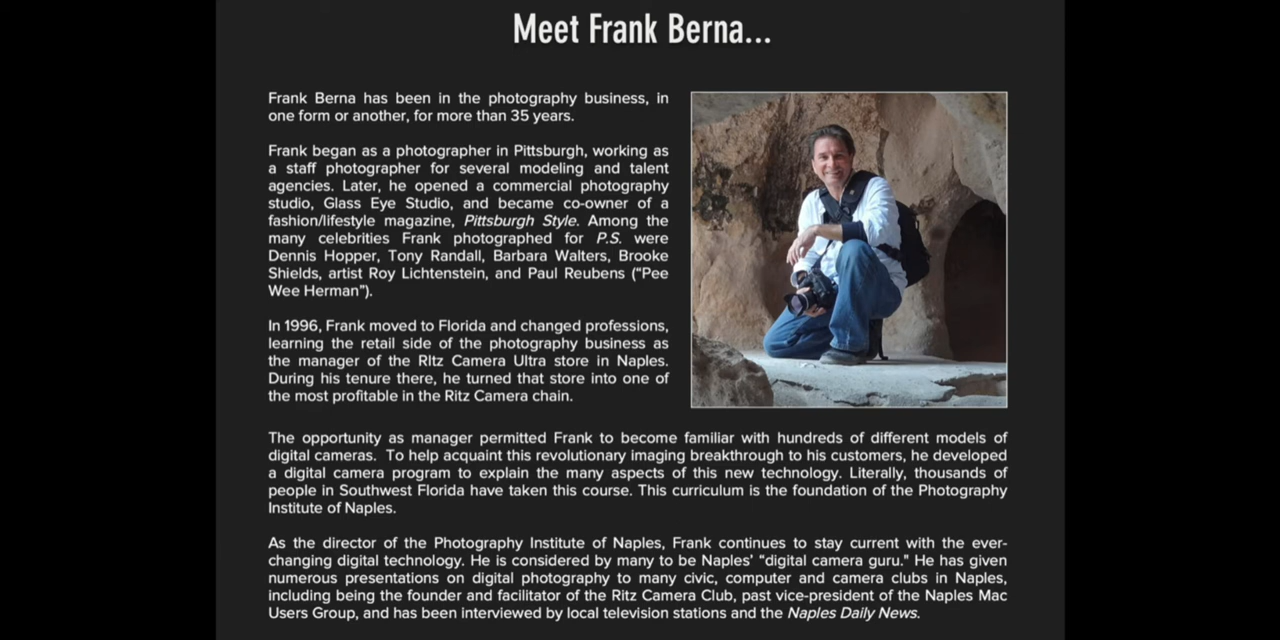 Meet Frank Berna...
Frank Berna has been in the photography business, in
one form or another, for more than 35 years.
Frank began as a photographer in Pittsburgh, working as
a staff photographer for several modeling and talent
agencies. Later, he opened a commercial photography
studio, Glass Eye Studio, and became co-owner of a
fashion/lifestyle magazine, Pittsburgh Style. Among the
many celebrities Frank photographed for P.S. were
Dennis Hopper, Tony Randall, Barbara Walters, Brooke
Shields, artist Roy Lichtenstein, and Paul Reubens (“Pee
Wee Herman”).
In 1996, Frank moved to Florida and changed professions,
learning the retail side of the photography business as
the manager of the RItz Camera Ultra store in Naples.
During his tenure there, he turned that store into one of
the most profitable in the Ritz Camera chain.
The opportunity as manager permitted Frank to become familiar with hundreds of different models of
digital cameras. To help acquaint this revolutionary imaging breakthrough to his customers, he developed
a digital camera program to explain the many aspects of this new technology. Literally, thousands of
people in Southwest Florida have taken this course. This curriculum is the foundation of the Photography
Institute of Naples.
As the director of the Photography Institute of Naples, Frank continues to stay current with the ever-
changing digital technology. He is considered by many to be Naples’ “digital camera guru." He has given
numerous presentations on digital photography to many civic, computer and camera clubs in Naples,
including being the founder and facilitator of the Ritz Camera Club, past vice-president of the Naples Mac
Users Group, and has been interviewed by local television stations and the Naples Daily News.